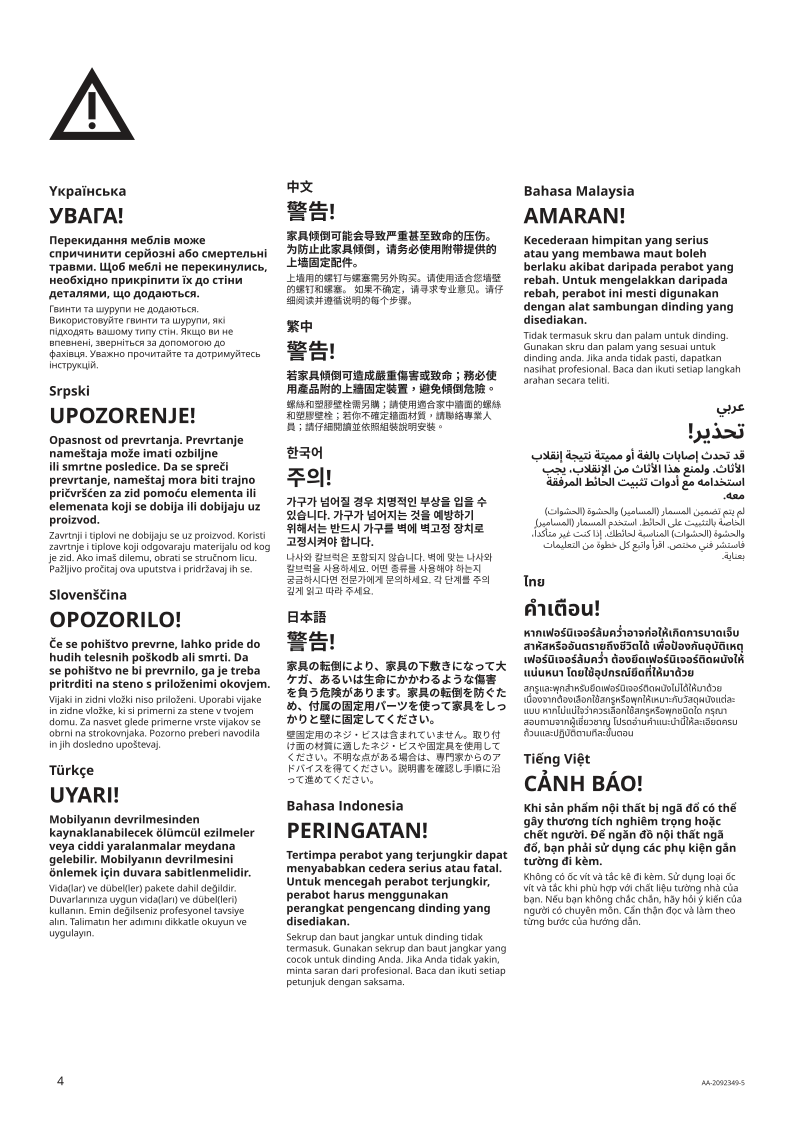 Yкраїнська
УВАГА!
Перекидання меблів може
спричинити серйозні або смертельні
травми. Щоб меблі не перекинулись,
необхідно прикріпити їх до стіни
деталями, що додаються.
Гвинти та шурупи не додаються.
Використовуйте гвинти та шурупи, які
підходять вашому типу стін. Якщо ви не
впевнені, зверніться за допомогою до
фахівця. Уважно прочитайте та дотримуйтесь
інструкцій.
Srpski
UPOZORENJE!
Opasnost od prevrtanja. Prevrtanje
nameštaja može imati ozbiljne
ili smrtne posledice. Da se spreči
prevrtanje, nameštaj mora biti trajno
pričvršćen za zid pomoću elementa ili
elemenata koji se dobija ili dobijaju uz
proizvod.
Zavrtnji i tiplovi ne dobijaju se uz proizvod. Koristi
zavrtnje i tiplove koji odgovaraju materijalu od kog
je zid. Ako imaš dilemu, obrati se stručnom licu.
Pažljivo pročitaj ova uputstva i pridržavaj ih se.
Slovenščina
OPOZORILO!
Če se pohištvo prevrne, lahko pride do
hudih telesnih poškodb ali smrti. Da
se pohištvo ne bi prevrnilo, ga je treba
pritrditi na steno s priloženimi okovjem.
Vijaki in zidni vložki niso priloženi. Uporabi vijake
in zidne vložke, ki si primerni za stene v tvojem
domu. Za nasvet glede primerne vrste vijakov se
obrni na strokovnjaka. Pozorno preberi navodila
in jih dosledno upoštevaj.
Türkçe
UYARI!
Mobilyanın devrilmesinden
kaynaklanabilecek ölümcül ezilmeler
veya ciddi yaralanmalar meydana
gelebilir. Mobilyanın devrilmesini
önlemek için duvara sabitlenmelidir.
Vida(lar) ve dübel(ler) pakete dahil değildir.
Duvarlarınıza uygun vida(ları) ve dübel(leri)
kullanın. Emin değilseniz profesyonel tavsiye
alın. Talimatın her adımını dikkatle okuyun ve
uygulayın.
中文
警告!
家具倾倒可能会导致严重甚至致命的压伤。
为防止此家具倾倒，请务必使用附带提供的
上墙固定配件。
上墙用的螺钉与螺塞需另外购买。请使用适合您墙壁
的螺钉和螺塞。 如果不确定，请寻求专业意见。请仔
细阅读并遵循说明的每个步骤。
繁中
警告!
若家具傾倒可造成嚴重傷害或致命；務必使
用產品附的上牆固定裝置，避免傾倒危險。
螺絲和塑膠壁栓需另購；請使用適合家中牆面的螺絲
和塑膠壁栓；若你不確定牆面材質，請聯絡專業人
員；請仔細閱讀並依照組裝說明安裝。
한국어
주의!
가구가 넘어질 경우 치명적인 부상을 입을 수
있습니다. 가구가 넘어지는 것을 예방하기
위해서는 반드시 가구를 벽에 벽고정 장치로
고정시켜야 합니다.
나사와 칼브럭은 포함되지 않습니다. 벽에 맞는 나사와
칼브럭을 사용하세요. 어떤 종류를 사용해야 하는지
궁금하시다면 전문가에게 문의하세요. 각 단계를 주의
깊게 읽고 따라 주세요.
日本語
警告!
家具の転倒により、家具の下敷きになって大
ケガ、あるいは生命にかかわるような傷害
を負う危険があります。家具の転倒を防ぐた
め、付属の固定用パーツを使って家具をしっ
かりと壁に固定してください。
壁固定用のネジ・ビスは含まれていません。取り付
け面の材質に適したネジ・ビスや固定具を使用して
ください。不明な点がある場合は、専門家からのア
ドバイスを得てください。説明書を確認し手順に沿
って進めてください。
Bahasa Indonesia
PERINGATAN!
Tertimpa perabot yang terjungkir dapat
menyababkan cedera serius atau fatal.
Untuk mencegah perabot terjungkir,
perabot harus menggunakan
perangkat pengencang dinding yang
disediakan.
Sekrup dan baut jangkar untuk dinding tidak
termasuk. Gunakan sekrup dan baut jangkar yang
cocok untuk dinding Anda. Jika Anda tidak yakin,
minta saran dari profesional. Baca dan ikuti setiap
petunjuk dengan saksama.
Bahasa Malaysia
AMARAN!
Kecederaan himpitan yang serius
atau yang membawa maut boleh
berlaku akibat daripada perabot yang
rebah. Untuk mengelakkan daripada
rebah, perabot ini mesti digunakan
dengan alat sambungan dinding yang
disediakan.
Tidak termasuk skru dan palam untuk dinding.
Gunakan skru dan palam yang sesuai untuk
dinding anda. Jika anda tidak pasti, dapatkan
nasihat profesional. Baca dan ikuti setiap langkah
arahan secara teliti.
عربي
تحذير!
قد تحدث إصابات بالغة أو مميتة نتيجة إنقلاب
الأثاث. ولمنع هذا الأثاث من الإنقلاب، يجب
استخدامه مع أدوات تثبيت الحائط المرفقة
معه.
لم يتم تضمين المسمار (المسامير) والحشوة (الحشوات)
الخاصة بالتثبيت على الحائط. استخدم المسمار (المسامير)
والحشوة (الحشوات) المناسبة لحائطك. إذا كنت غير متأكداً،
فاستشر فني مختص. اقرأ واتبع كل خطوة من التعليمات
بعناية.
ไทย
คำเตือน!
หากเฟอร์นิเจอร์ล้มคว่ำอาจก่อให้เกิดการบาดเจ็บ
สาหัสหรืออันตรายถึงชีวิตได้ เพื่อป้องกันอุบัติเหตุ
เฟอร์นิเจอร์ล้มคว่ำ ต้องยึดเฟอร์นิเจอร์ติดผนังให้
แน่นหนา โดยใช้อุปกรณ์ยึดที่ให้มาด้วย
สกรูและพุกสำหรับยึดเฟอร์นิเจอร์ติดผนังไม่ได้ให้มาด้วย
เนื่องจากต้องเลือกใช้สกรูหรือพุกให้เหมาะกับวัสดุผนังแต่ละ
แบบ หากไม่แน่ใจว่าควรเลือกใช้สกรูหรือพุกชนิดใด กรุณา
สอบถามจากผู้เชี่ยวชาญ โปรดอ่านคำแนะนำนี้ให้ละเอียดครบ
ถ้วนและปฏิบัติตามทีละขั้นตอน
Tiếng Việt
CẢNH BÁO!
Khi sản phẩm nội thất bị ngã đổ có thể
gây thương tích nghiêm trọng hoặc
chết người. Để ngăn đồ nội thất ngã
đổ, bạn phải sử dụng các phụ kiện gắn
tường đi kèm.
Không có ốc vít và tắc kê đi kèm. Sử dụng loại ốc
vít và tắc khi phù hợp với chất liệu tường nhà của
bạn. Nếu bạn không chắc chắn, hãy hỏi ý kiến của
người có chuyên môn. Cẩn thận đọc và làm theo
từng bước của hướng dẫn.
4
AA-2092349-5